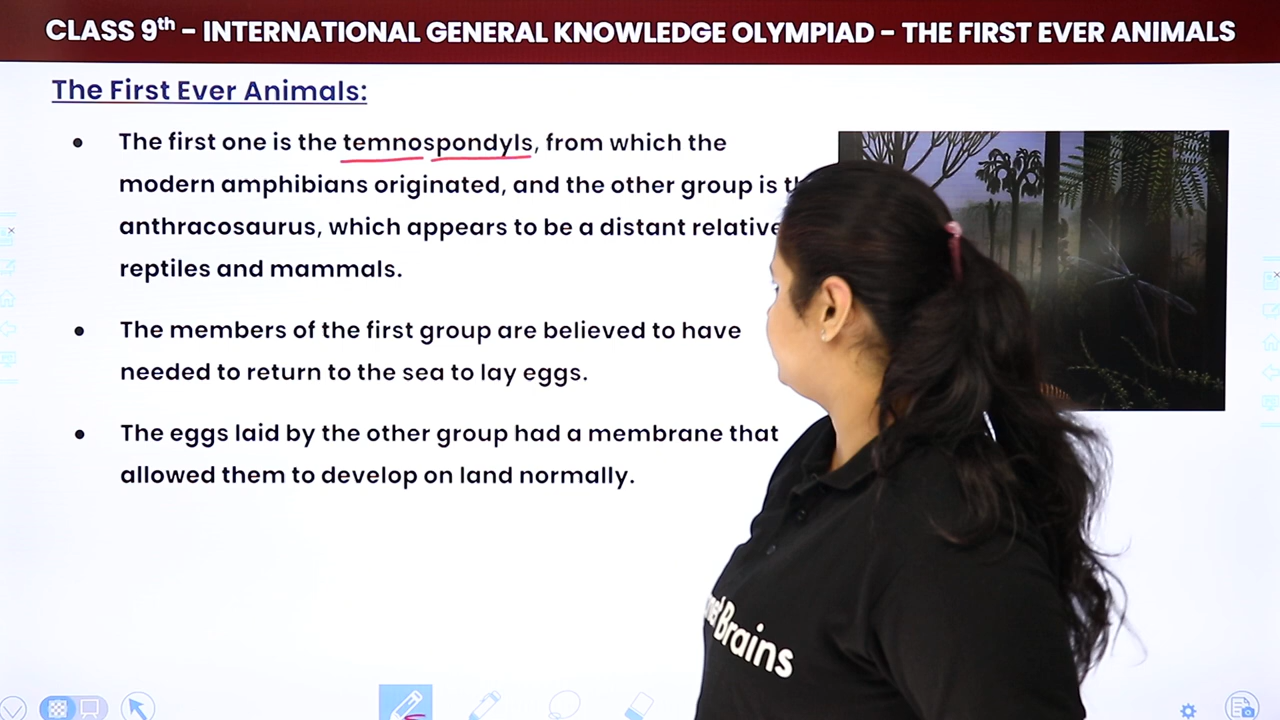 CLASS 9th – INTERNATIONAL GENERAL KNOWLEDGE OLYMPIAD – THE FIRST EVER ANIMALS
The First Ever Animals:
• The first one is the temnospondyls, from which the
modern amphibians originated, and the other group is
anthracosaurus, which appears to be a distant relative
reptiles and mammals.
• The members of the first group are believed to have
needed to return to the sea to lay eggs.
• The eggs laid by the other group had a membrane that
allowed them to develop on land normally.
Brains